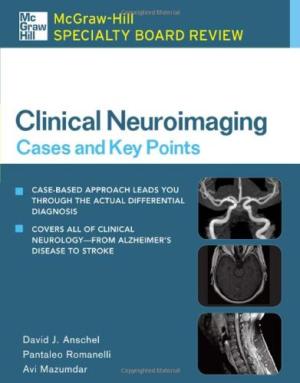 Mc
Graw
Hill
McGraw-Hill
SPECIALTY BOARD REVIEW
Clinical Neuroimaging
Cases and Key Points
CASE-BASED APPROACH LEADS YOU
THROUGH THE ACTUAL DIFFERENTIAL
DIAGNOSIS
COVERS ALL OF CLINICAL
NEUROLOGY—FROM ALZHEIMER'S
DISEASE TO STROKE
David J. Anschel
Pantaleo Romanelli
Avi Mazumdar